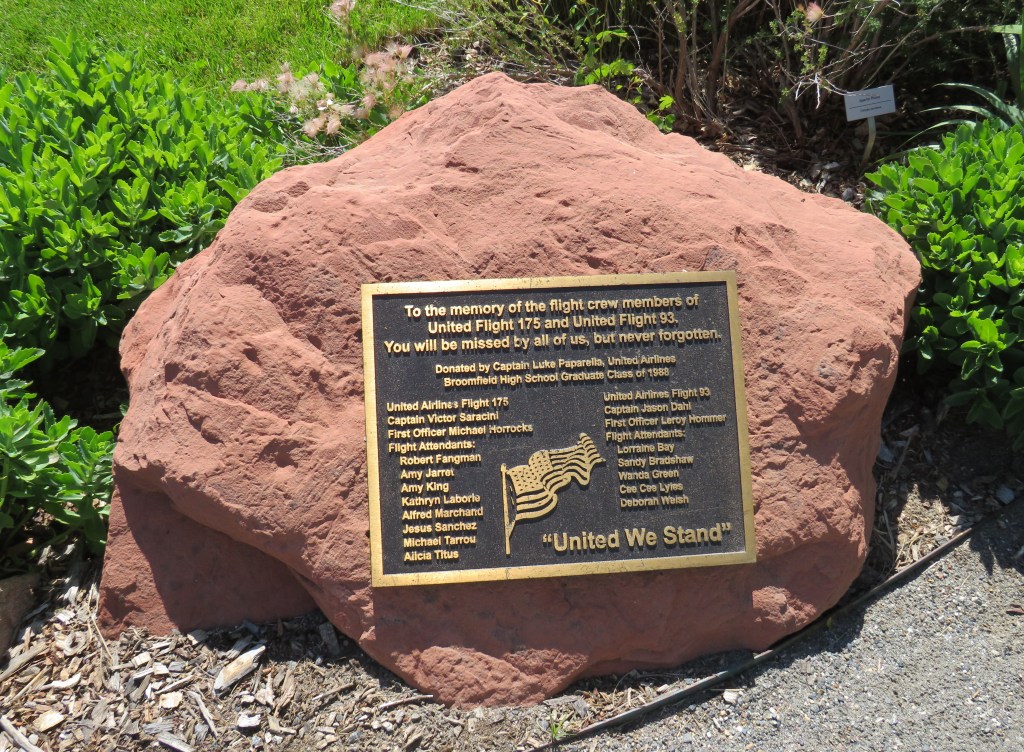 To the memory of the flight crew members of
United Flight 175 and United Flight 93.
You will be missed by all of us, but never forgotten.
Donated by Captain Luke Paparella, United Airlines
Broomfield High School Graduate Class of 1988
United Airlines Flight 175
Captain Victor Saracini
First Officer Michael Horrocks
Flight Attendants:
Robert Fangman
Amy Jarret
Amy King
Kathryn Laborie
Alfred Marchand
Jesus Sanchez
Michael Tarrou
Alicia Titus
United Airlines Flight 93
Captain Jason Dahl
First Officer Leroy Hommer
Flight Attendants:
Lorraine Bay
Sandy Bradshaw
Wanda Green
Cee Cee Lyles
Deborah Welsh
"United We Stand"